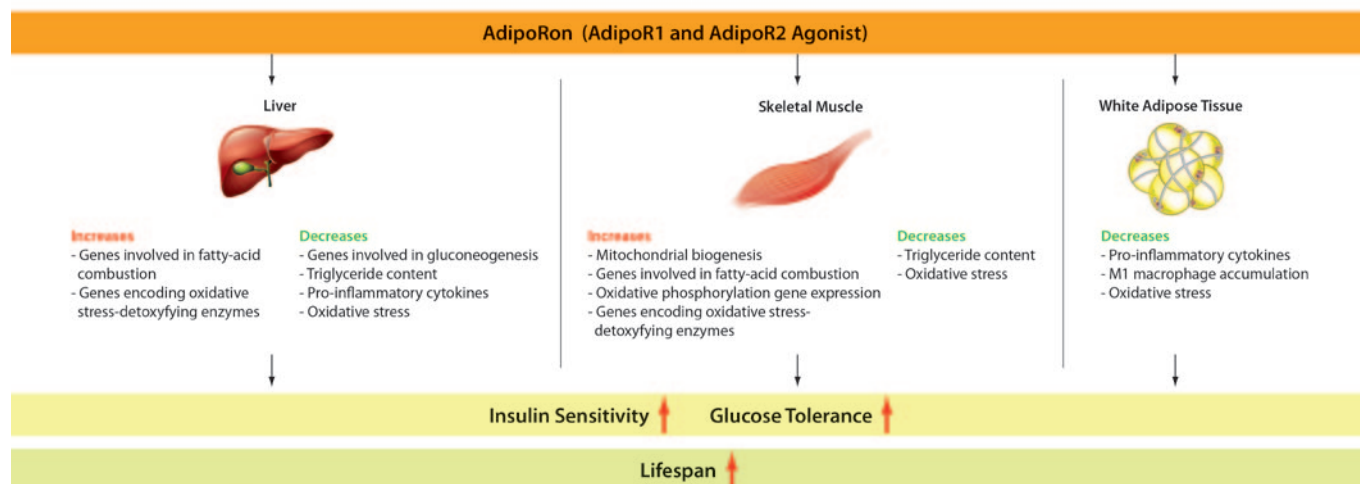 AdipoRon (AdipoR1 and AdipoR2 Agonist)
Liver
Increases
- Genes involved in fatty-acid
combustion
- Genes encoding oxidative
stress-detoxyfying enzymes
Decreases
- Genes involved in gluconeogenesis
- Triglyceride content
- Pro-inflammatory cytokines
- Oxidative stress
Skeletal Muscle
Increases
- Mitochondrial biogenesis
- Genes involved in fatty-acid combustion
- Oxidative phosphorylation gene expression
- Genes encoding oxidative stress-
detoxyfying enzymes
Decreases
- Triglyceride content
- Oxidative stress
White Adipose Tissue
Decreases
- Pro-inflammatory cytokines
- M1 macrophage accumulation
- Oxidative stress
Insulin Sensitivity Glucose Tolerance
Lifespan